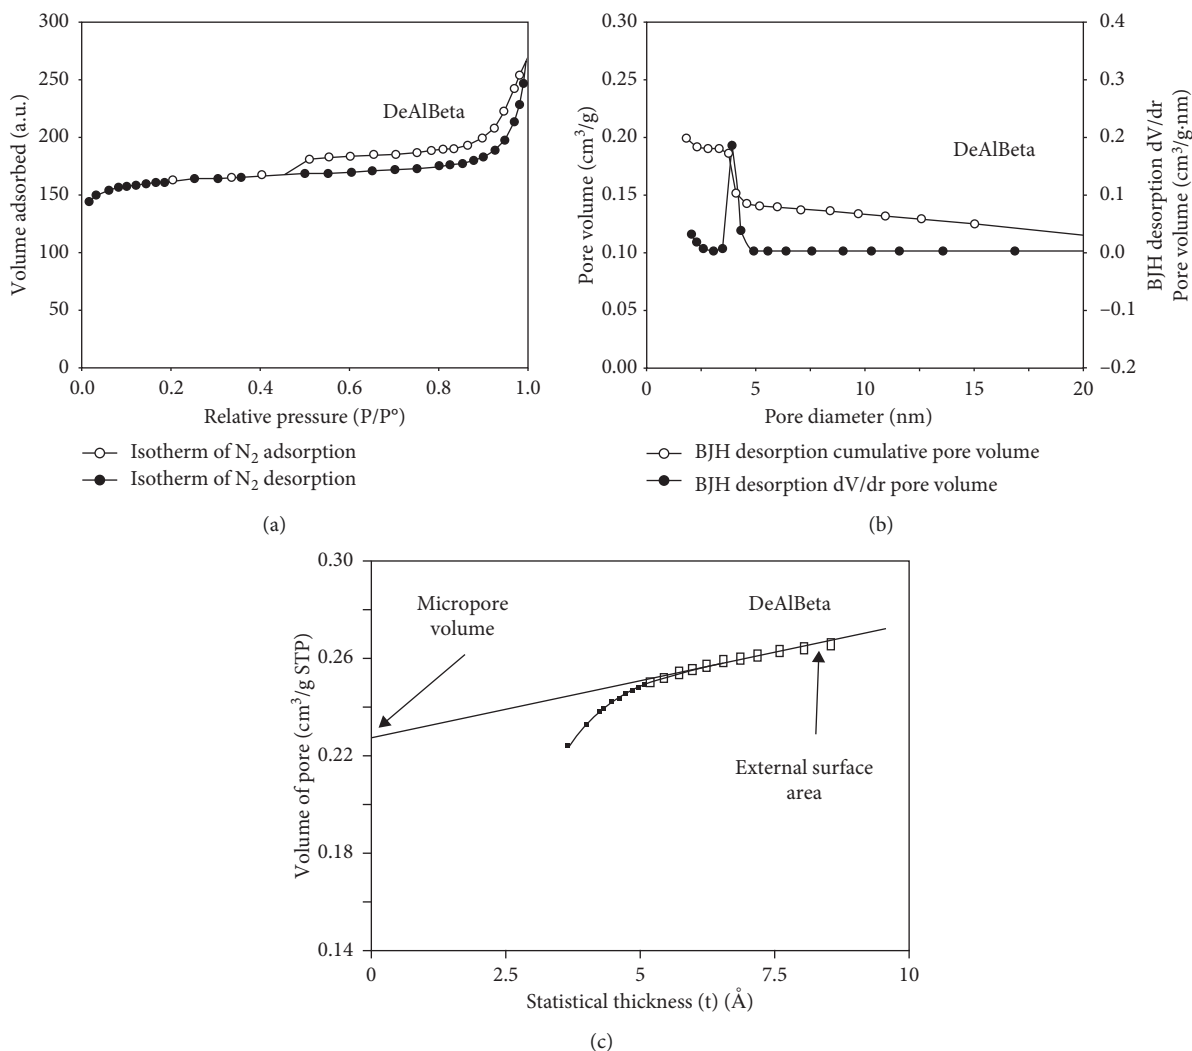 300
250
200
150
100
50
0
Volume adsorbed (a.u.)
DeAlBeta
0.0 0.2 0.4 0.6 0.8 1.0
Relative pressure (P/P°)
Isotherm of N₂ adsorption
Isotherm of N₂ desorption
(a)
0.30
0.25
0.20
0.15
0.10
0.05
0.00
Pore volume (cm³/g)
DeAlBeta
0.4
0.3
0.2
0.1
0.0
−0.1
−0.2
BJH desorption dV/dr
Pore volume (cm³/g·nm)
0 5 10 15 20
Pore diameter (nm)
BJH desorption cumulative pore volume
BJH desorption dV/dr pore volume
(b)
0.30
0.26
0.22
0.18
0.14
Volume of pore (cm³/g STP)
Micropore
volume
DeAlBeta
External surface
area
0 2.5 5 7.5 10
Statistical thickness (t) (Å)
(c)